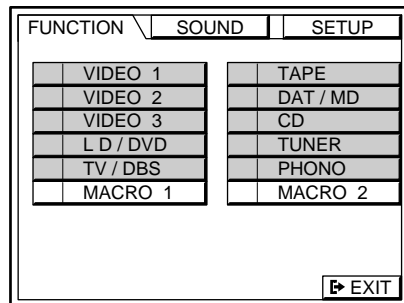 FUNCTION SOUND SETUP
VIDEO 1 TAPE
VIDEO 2 DAT / MD
VIDEO 3 CD
L D / DVD TUNER
TV / DBS PHONO
MACRO 1 MACRO 2
EXIT